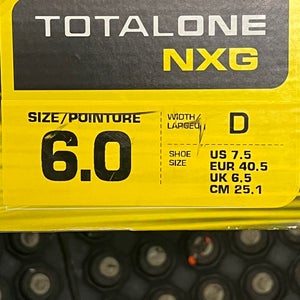 TOTALONE
NXG
SIZE/POINTURE
6.0
WIDTH
LARGEUR
D
SHOE
SIZE
US 7.5
EUR 40.5
UK 6.5
CM 25.1